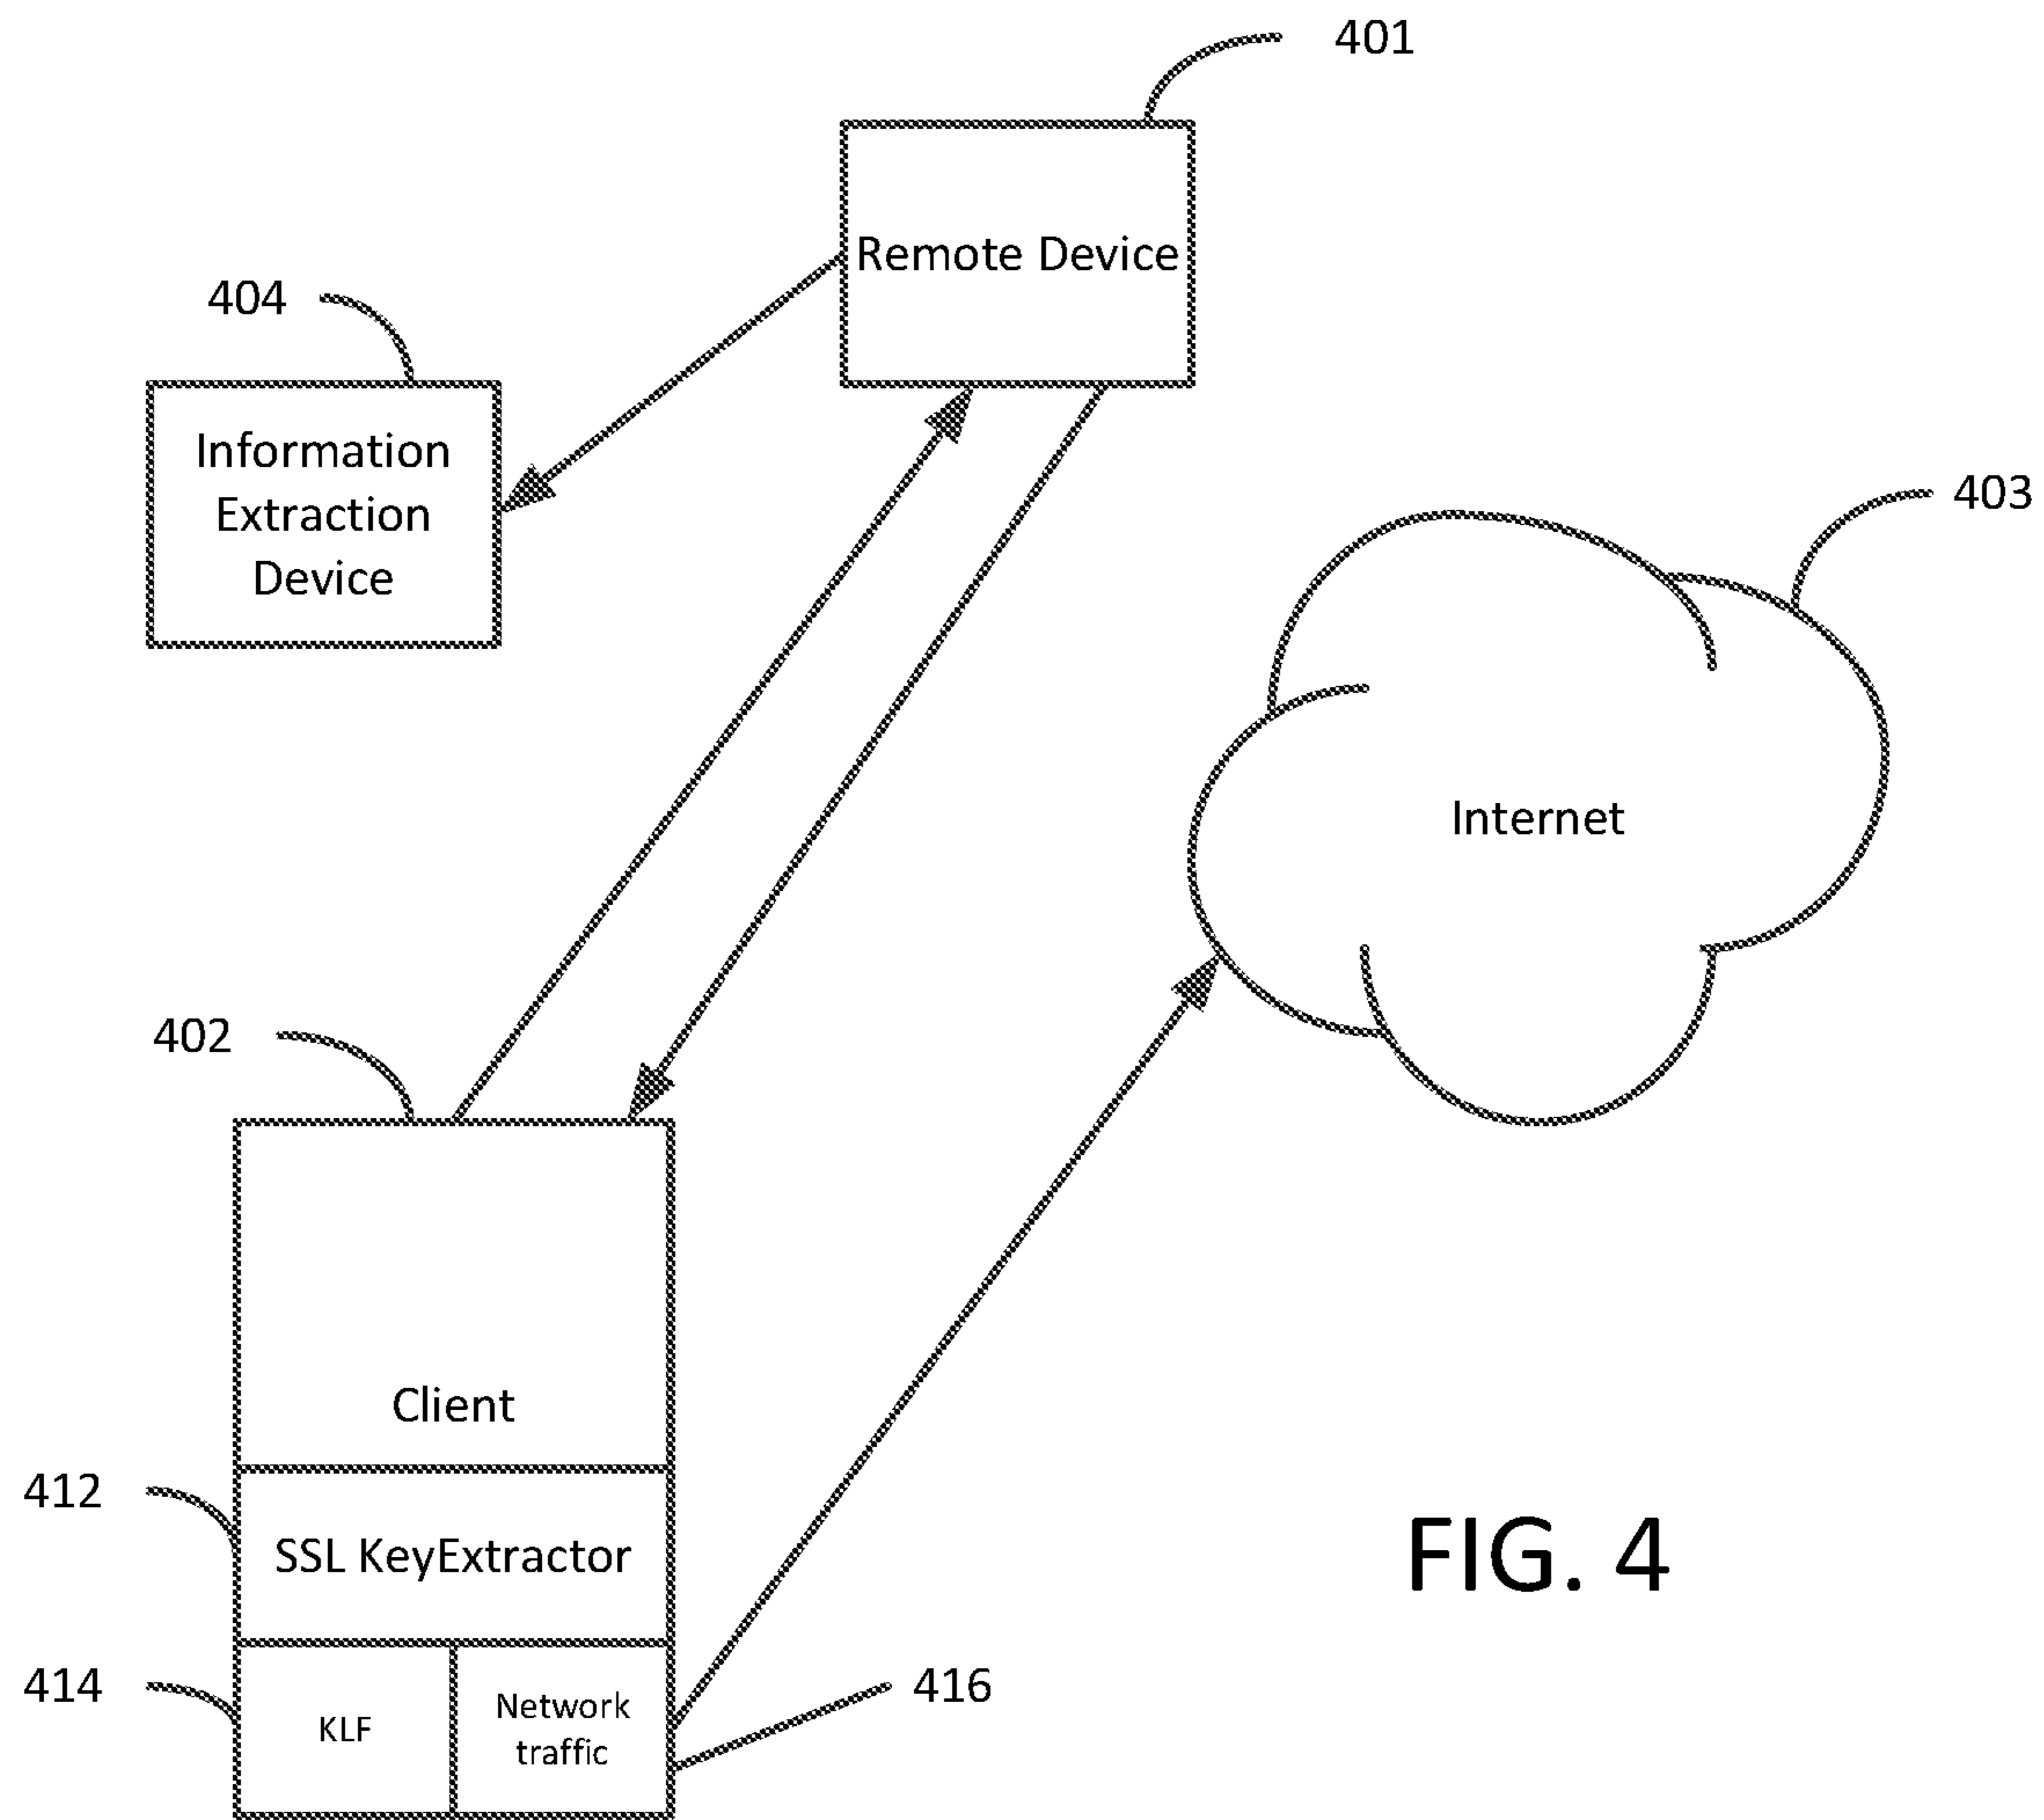 401
Remote Device
404
Information
Extraction
Device
403
Internet
402
Client
412
SSL KeyExtractor
414
KLF
Network
traffic
416
FIG. 4